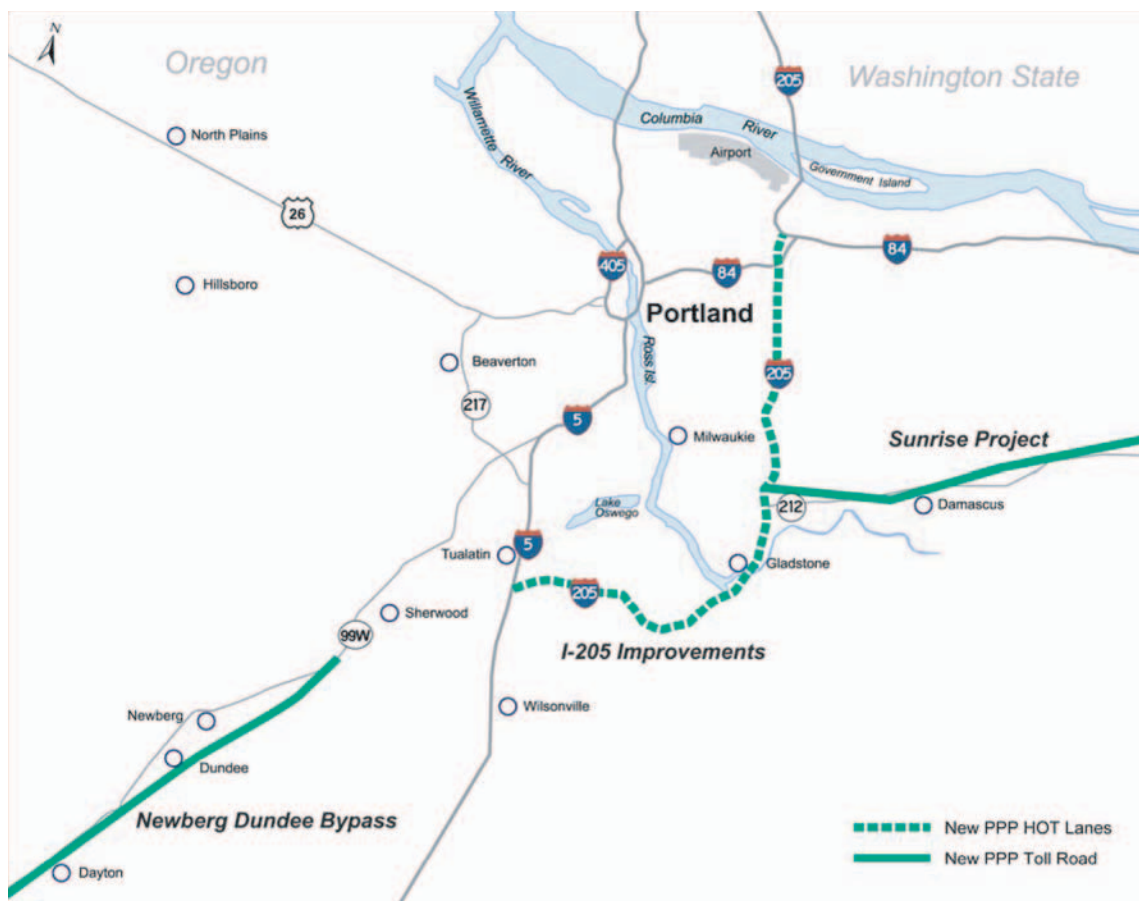 N
Oregon
Washington State
205
Willamette River
Columbia River
North Plains
Airport
Government Island
26
405
84
84
Hillsboro
Portland
Beaverton
Ross Isl.
205
217
5
Milwaukie
Sunrise Project
Lake
Oswego
212
Damascus
Tualatin
5
Gladstone
205
Sherwood
99W
I-205 Improvements
Newberg
Wilsonville
Dundee
Newberg Dundee Bypass
New PPP HOT Lanes
New PPP Toll Road
Dayton